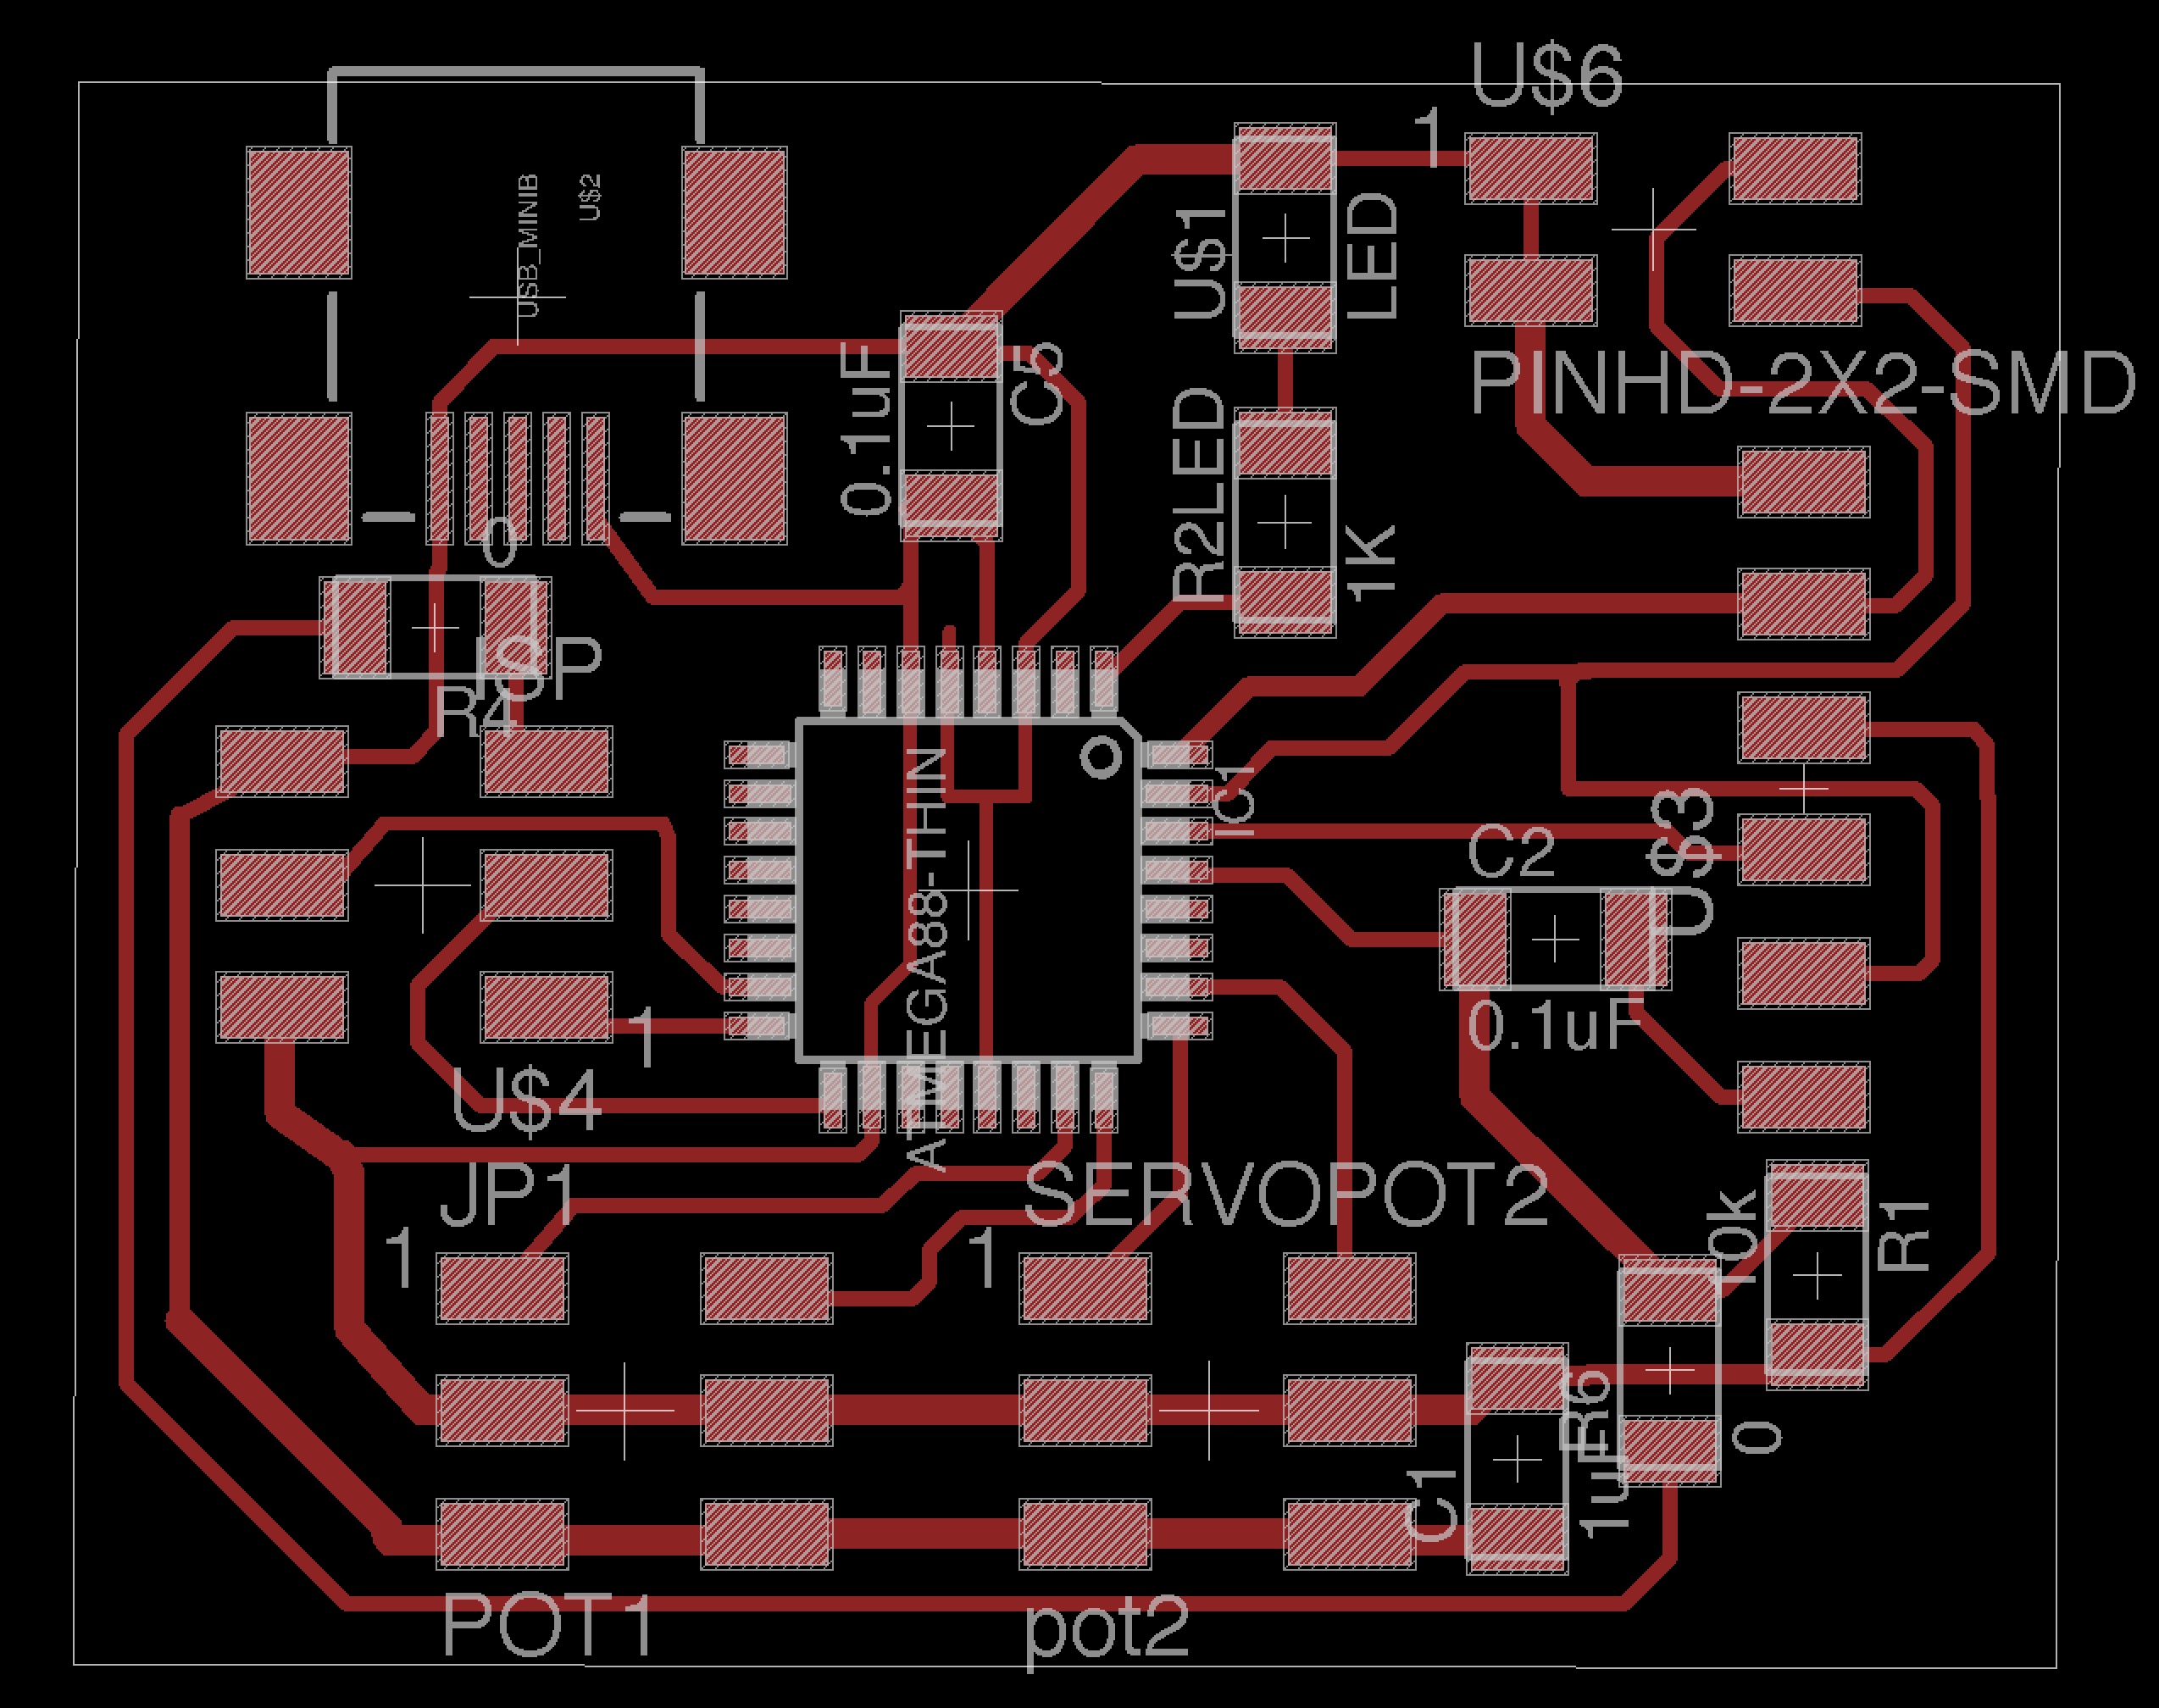 U$6
1
USB_MINIB
U$2
U$1
LED
0.1uF
C5
PINHD-2X2-SMD
R2LED
1K
0
ISP
R4
IC1
ATMEGA88-THIN
U$3
C2
0.1uF
1
U$4
JP1
1
SERVOPOT2
1
10k
R1
R6
0
C1
1uF
POT1
pot2